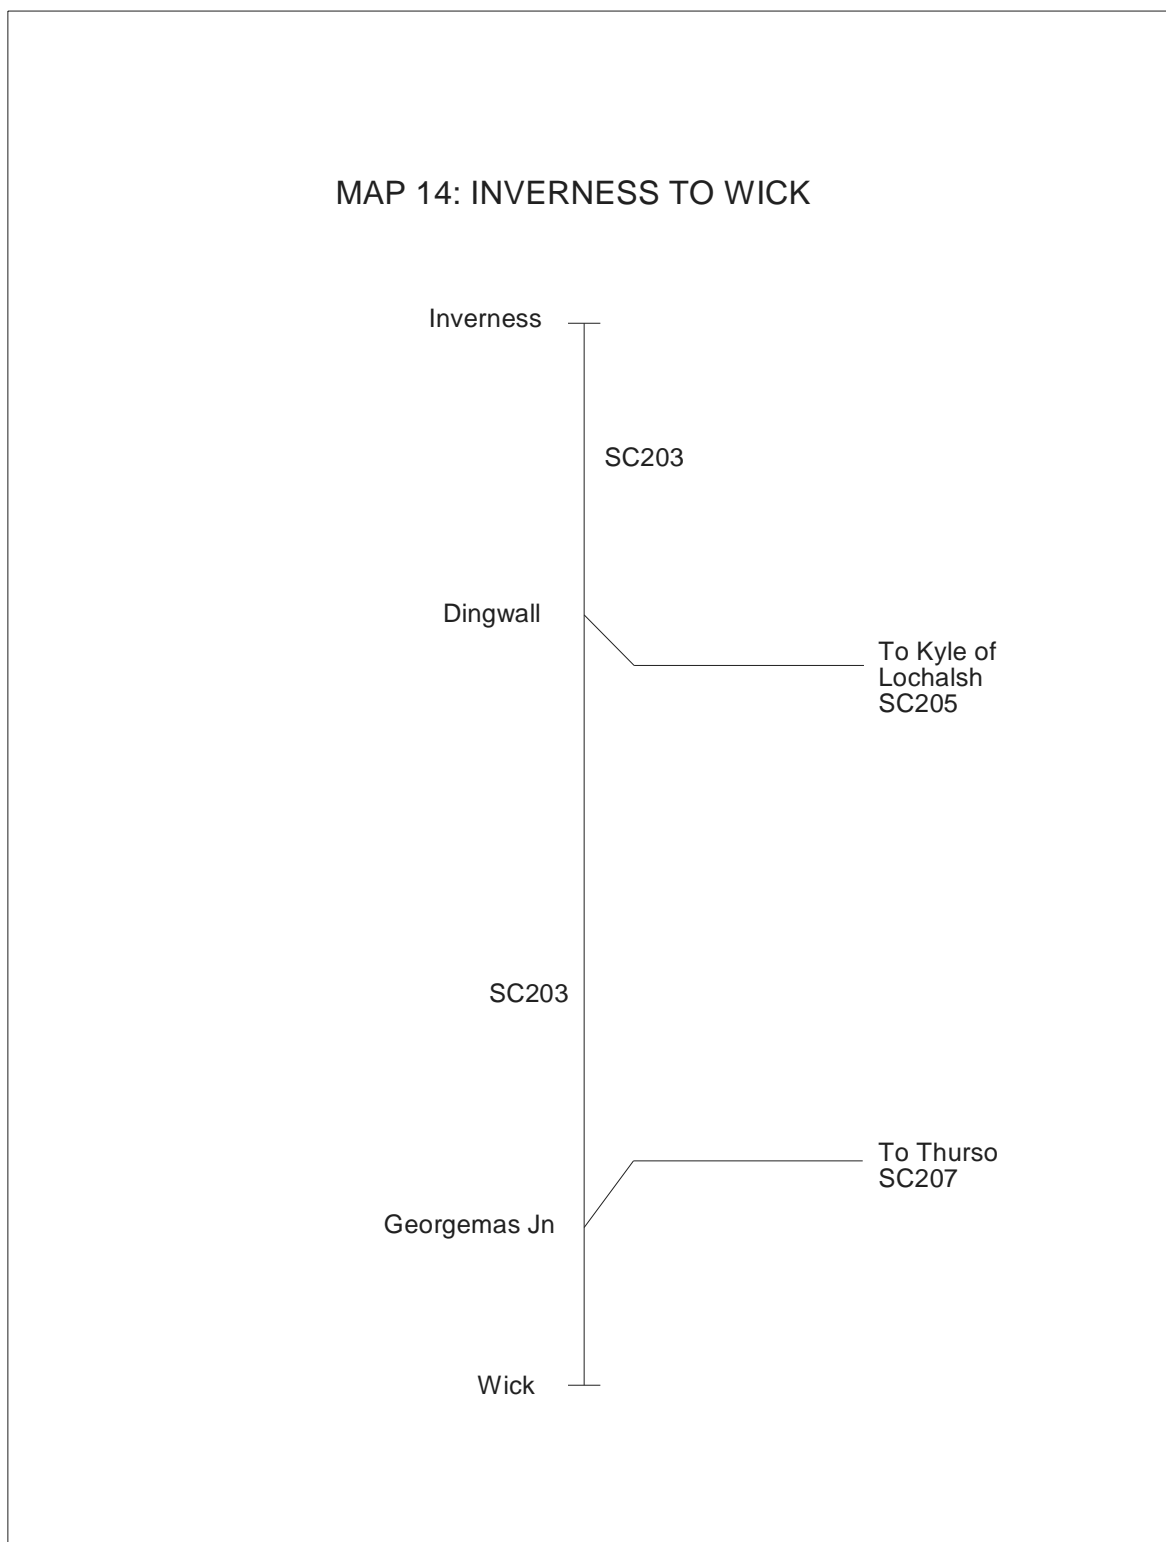 MAP 14: INVERNESS TO WICK
Inverness
SC203
Dingwall
To Kyle of
Lochalsh
SC205
SC203
To Thurso
SC207
Georgemas Jn
Wick